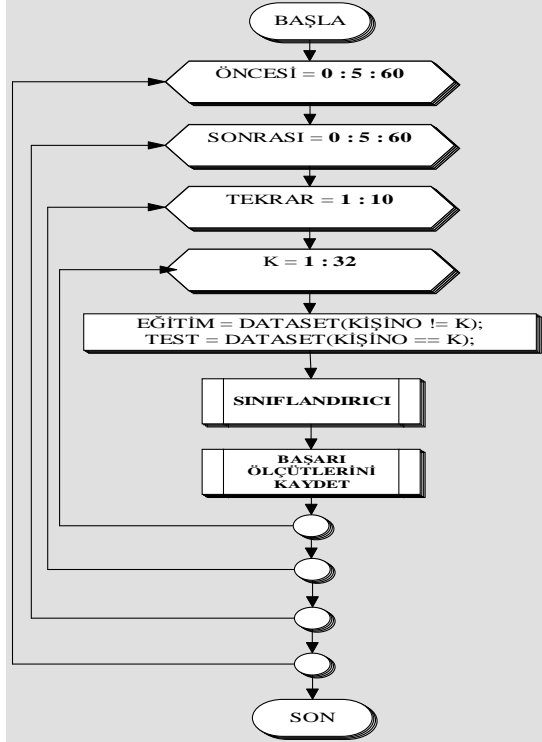 BAŞLA
ÖNCESİ = 0 : 5 : 60
SONRASI = 0 : 5 : 60
TEKRAR = 1 : 10
K = 1 : 32
EĞİTİM = DATASET(KİŞİNO != K);
TEST = DATASET(KİŞİNO == K);
SINIFLANDIRICI
BAŞARI
ÖLÇÜTLERİNİ
KAYDET
SON